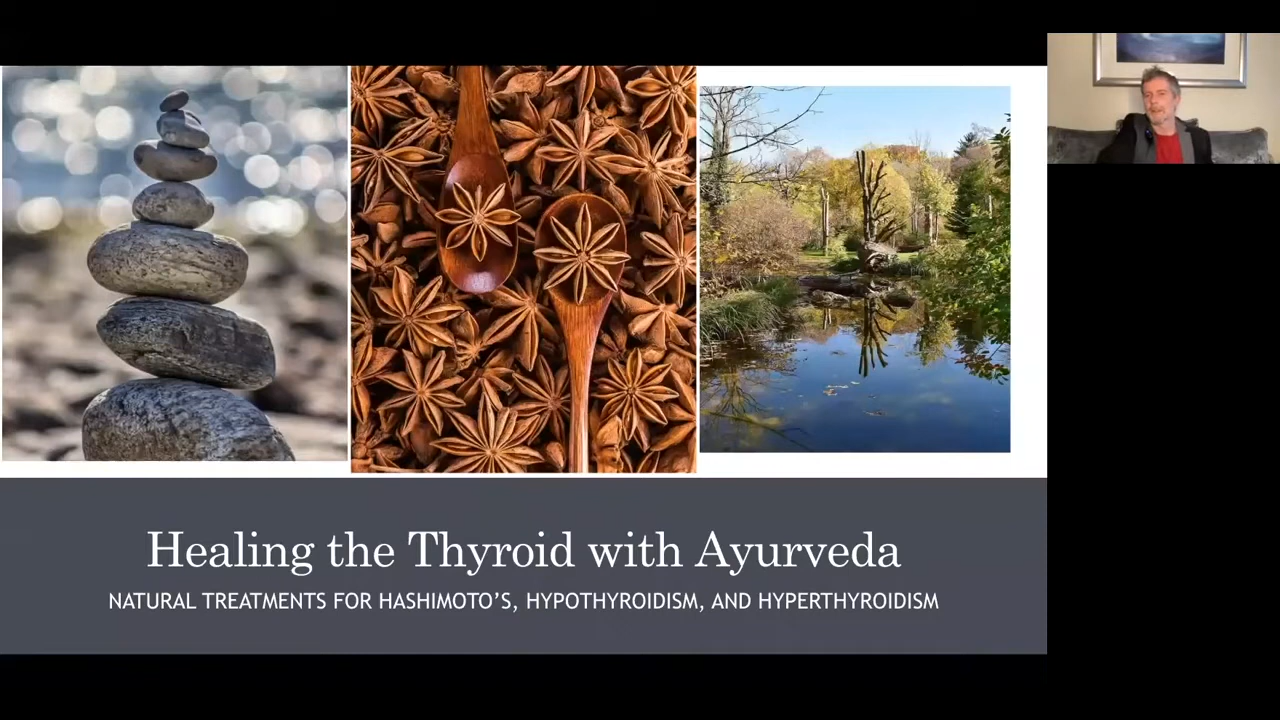 Healing the Thyroid with Ayurveda
NATURAL TREATMENTS FOR HASHIMOTO’S, HYPOTHYROIDISM, AND HYPERTHYROIDISM